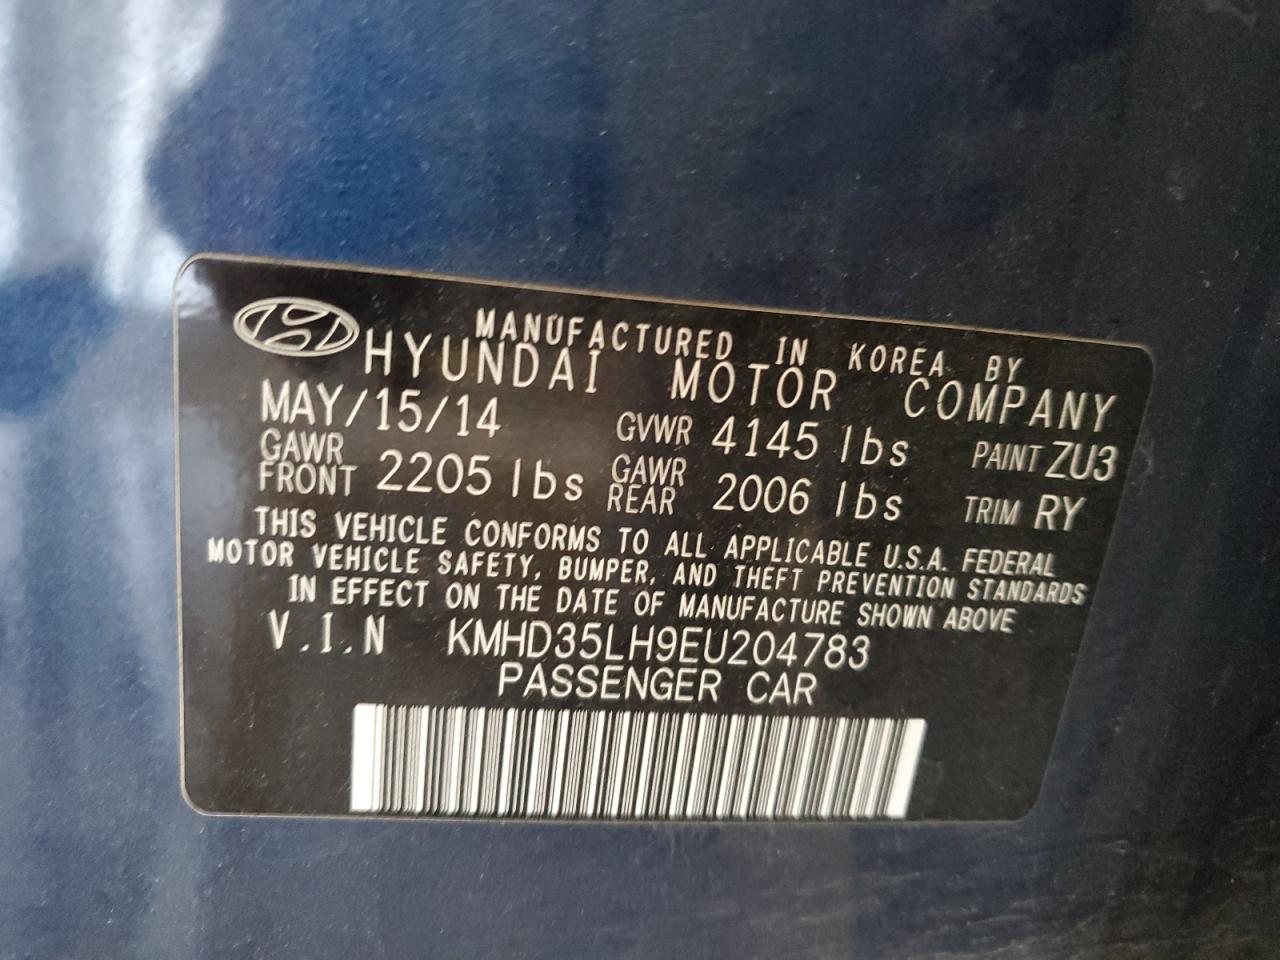 MANUFACTURED IN KOREA BY
HYUNDAI MOTOR COMPANY
MAY/15/14 GVWR 4145 lbs PAINT ZU3
GAWR FRONT 2205 lbs GAWR REAR 2006 lbs TRIM RY
THIS VEHICLE CONFORMS TO ALL APPLICABLE U.S.A. FEDERAL
MOTOR VEHICLE SAFETY, BUMPER, AND THEFT PREVENTION STANDARDS
IN EFFECT ON THE DATE OF MANUFACTURE SHOWN ABOVE
V.I.N KMHD35LH9EU204783
PASSENGER CAR